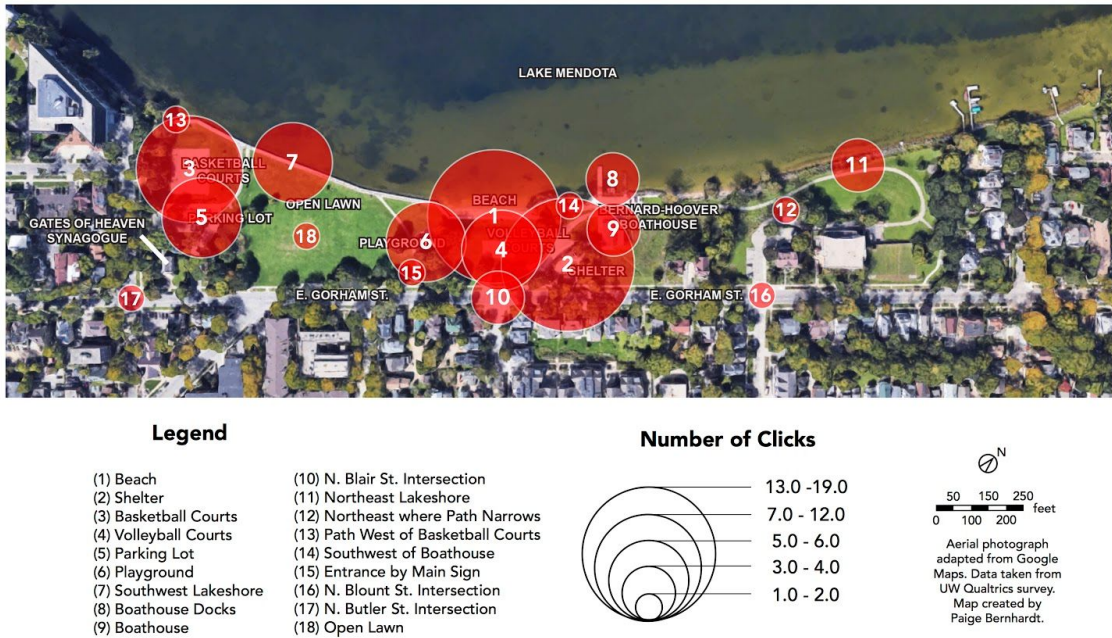 LAKE MENDOTA
13
3
BASKETBALL
COURTS
7
5
PARKING LOT
OPEN LAWN
GATES OF HEAVEN
SYNAGOGUE
18
PLAYGROUND
6
15
BEACH
1
VOLLEYBALL
COURTS
4
14
8
BERNARD-HOOVER
BOATHOUSE
9
2
SHELTER
12
11
17
E. GORHAM ST.
10
E. GORHAM ST.
16
Legend
(1) Beach
(2) Shelter
(3) Basketball Courts
(4) Volleyball Courts
(5) Parking Lot
(6) Playground
(7) Southwest Lakeshore
(8) Boathouse Docks
(9) Boathouse
(10) N. Blair St. Intersection
(11) Northeast Lakeshore
(12) Northeast where Path Narrows
(13) Path West of Basketball Courts
(14) Southwest of Boathouse
(15) Entrance by Main Sign
(16) N. Blount St. Intersection
(17) N. Butler St. Intersection
(18) Open Lawn
Number of Clicks
13.0 -19.0
7.0 - 12.0
5.0 - 6.0
3.0 - 4.0
1.0 - 2.0
N
50 150 250
feet
0 100 200
Aerial photograph
adapted from Google
Maps. Data taken from
UW Qualtrics survey.
Map created by
Paige Bernhardt.